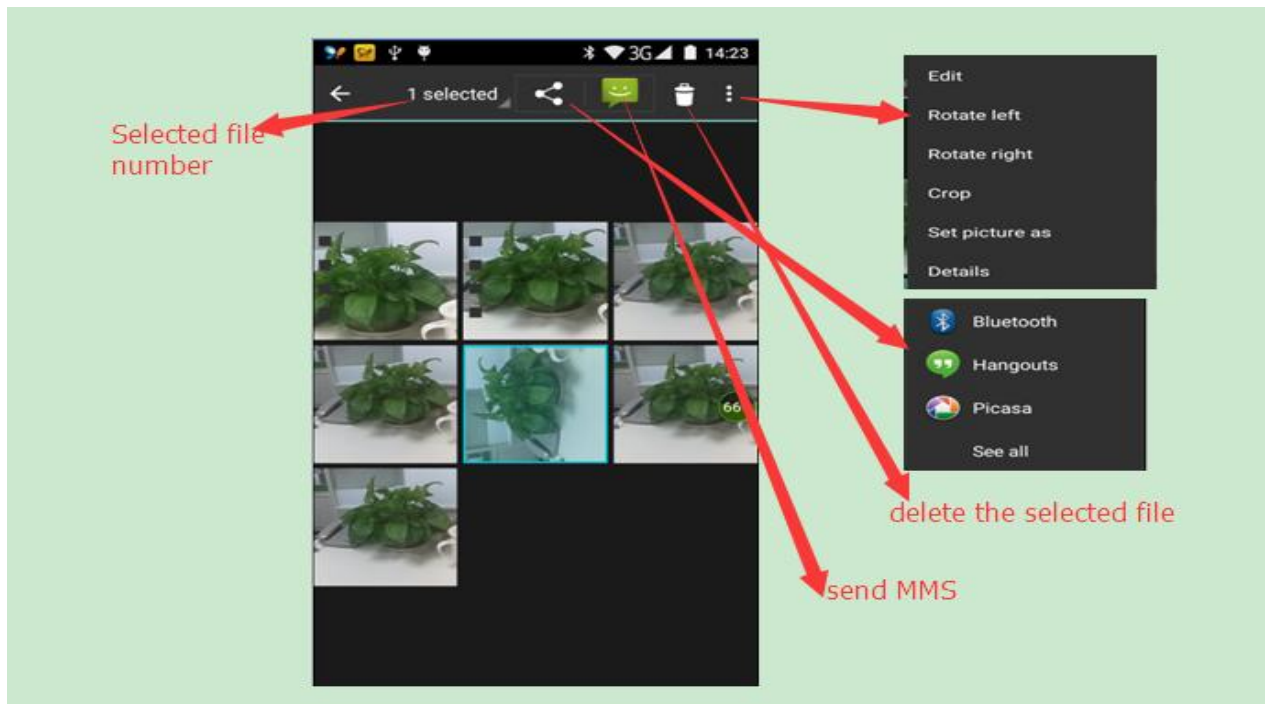 3G 14:23
1 selected
Selected file
number
66
Edit
Rotate left
Rotate right
Crop
Set picture as
Details
Bluetooth
Hangouts
Picasa
See all
delete the selected file
send MMS